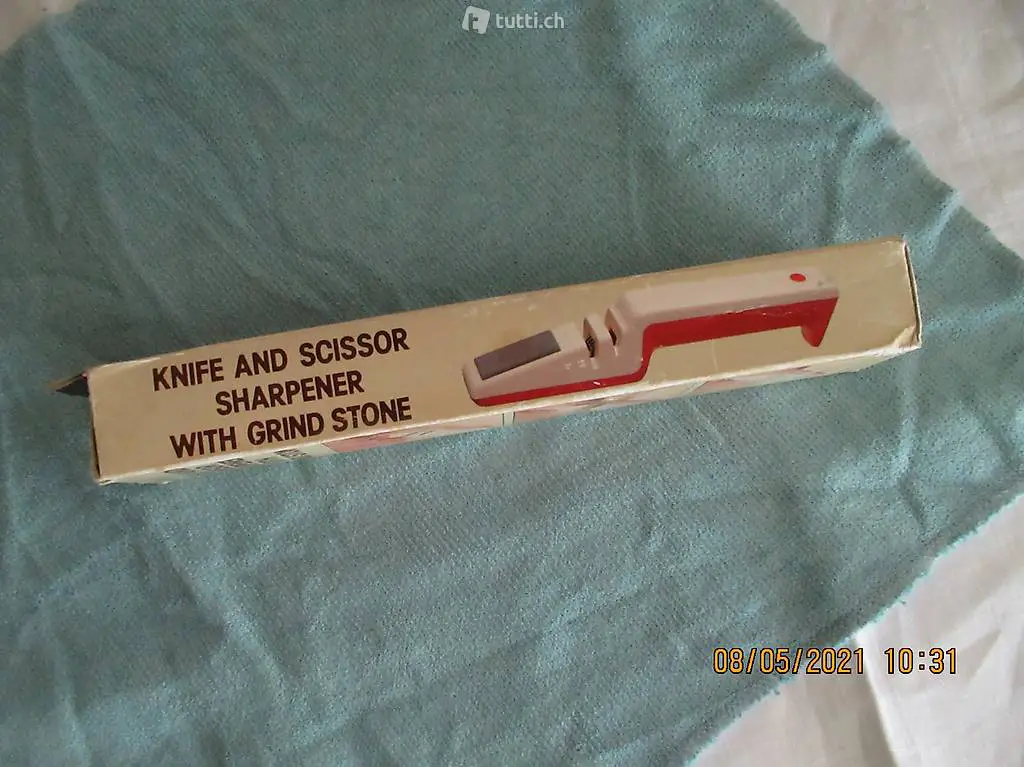 tutti.ch
KNIFE AND SCISSOR
SHARPENER
WITH GRIND STONE
08/05/2021 10:31